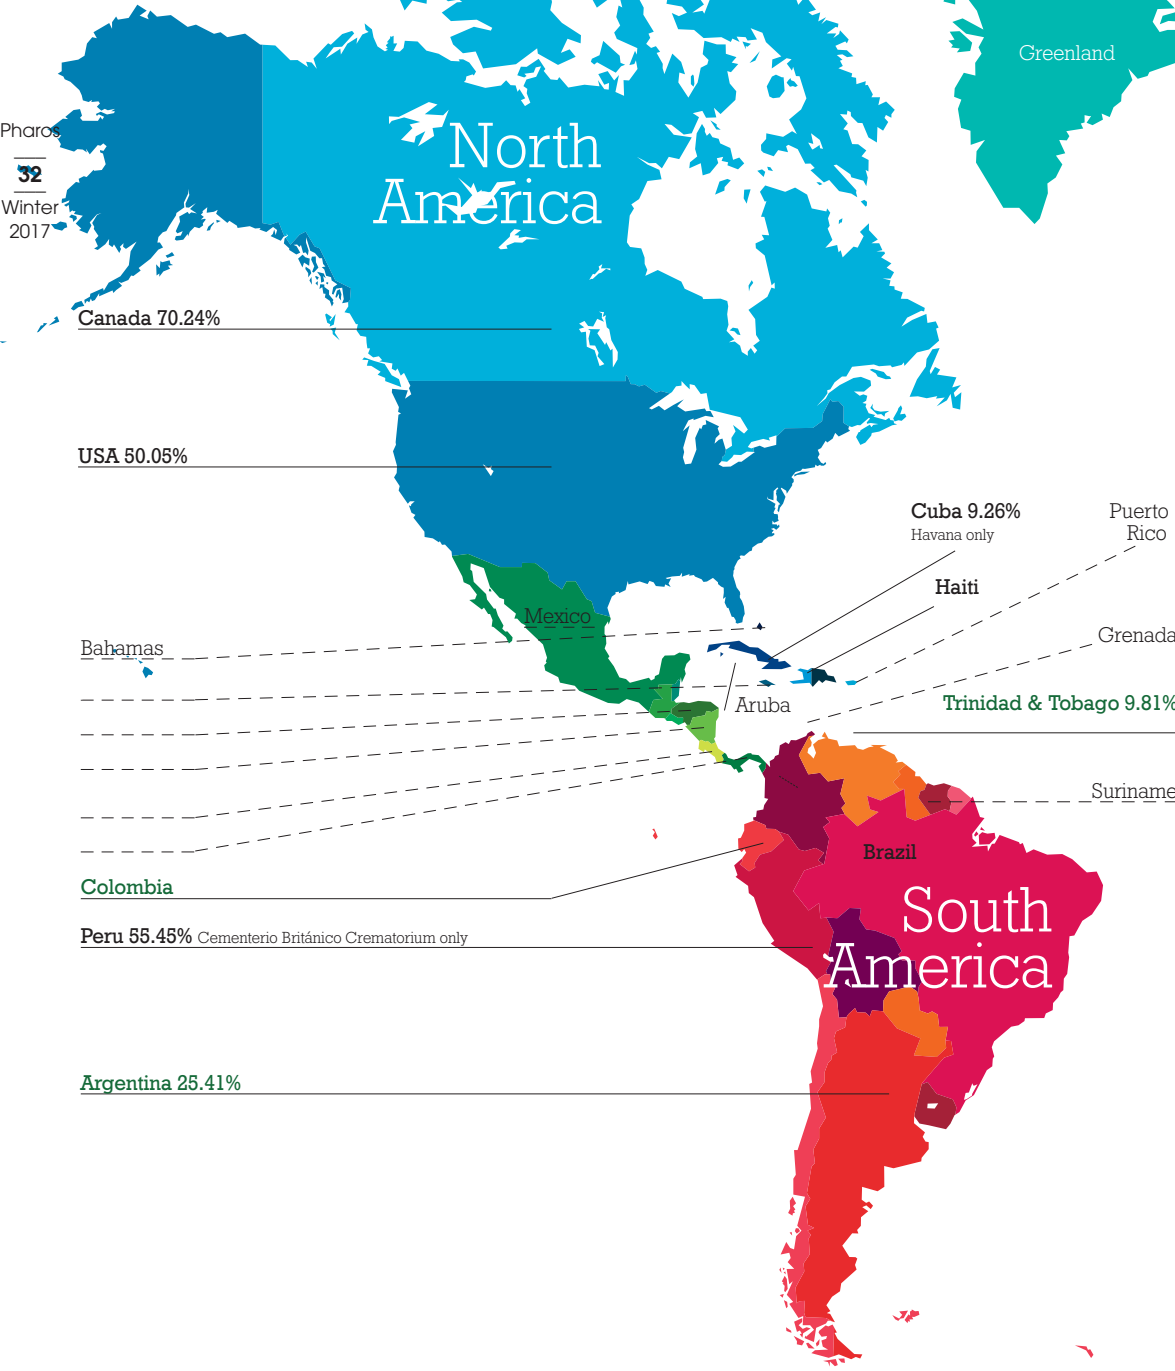 Greenland
Pharos
32
Winter
2017
North
America
Canada 70.24%
USA 50.05%
Cuba 9.26%
Havana only
Puerto
Rico
Haiti
Mexico
Bahamas
Grenada
Aruba
Trinidad & Tobago 9.81%
Suriname
Brazil
Colombia
South
America
Peru 55.45% Cementerio Británico Crematorium only
Argentina 25.41%